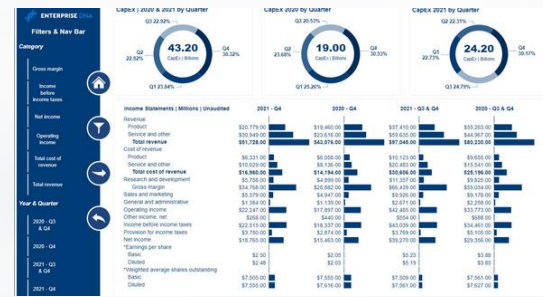 ENTERPRISE DNA
Filters & Nav Bar
Category
Gross margin
Income
before
income taxes
Net income
Operating
income
Total cost of
revenue
Total revenue
Year & Quarter
2020 - Q3
& Q4
2020 - Q4
2021 - Q3
& Q4
2021 - Q4
CapEx | 2020 & 2021 by Quarter
Q3 22.92%
Q2
22.92%
43.20
CapEx | Billions
Q4
30.32%
Q1 23.84%
CapEx 2020 by Quarter
Q3 20.53%
Q2
23.68%
19.00
CapEx | Billions
Q4
30.53%
Q1 25.26%
CapEx 2021 by Quarter
Q2 22.31%
Q1
22.73%
24.20
CapEx | Billions
Q4
30.17%
Q3 24.79%
Income Statements | Millions | Unaudited 2021 - Q4 2020 - Q4 2021 - Q3 & Q4 2020 - Q3 & Q4
Revenue
Product $20,779.00 $19,460.00 $37,410.00 $35,263.00
Service and other $30,949.00 $23,616.00 $59,635.00 $44,967.00
Total revenue $51,728.00 $43,076.00 $97,045.00 $80,230.00
Cost of revenue
Product $6,331.00 $6,058.00 $10,123.00 $9,655.00
Service and other $10,629.00 $8,136.00 $20,483.00 $15,541.00
Total cost of revenue $16,960.00 $14,194.00 $30,606.00 $25,196.00
Research and development $5,758.00 $4,899.00 $11,357.00 $9,825.00
Gross margin $34,768.00 $28,882.00 $66,439.00 $55,034.00
Sales and marketing $5,379.00 $4,947.00 $9,926.00 $9,178.00
General and administrative $1,384.00 $1,139.00 $2,671.00 $2,258.00
Operating income $22,247.00 $17,897.00 $42,485.00 $33,773.00
Other income, net $268.00 $440.00 $554.00 $688.00
Income before income taxes $22,515.00 $18,337.00 $43,039.00 $34,461.00
Provision for income taxes $3,750.00 $2,874.00 $3,769.00 $5,105.00
Net income $18,765.00 $15,463.00 $39,270.00 $29,356.00
*Earnings per share
Basic $2.50 $2.05 $5.23 $3.88
Diluted $2.48 $2.03 $5.19 $3.85
*Weighted average shares outstanding
Basic $7,505.00 $7,555.00 $7,509.00 $7,561.00
Diluted $7,555.00 $7,616.00 $7,561.00 $7,627.00